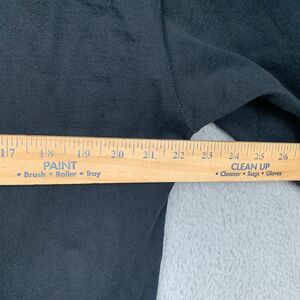 17 18 19 20 21 22 23 24 25 26
PAINT CLEAN UP
• Brush • Roller • Tray • Cleaner • Rags • Gloves